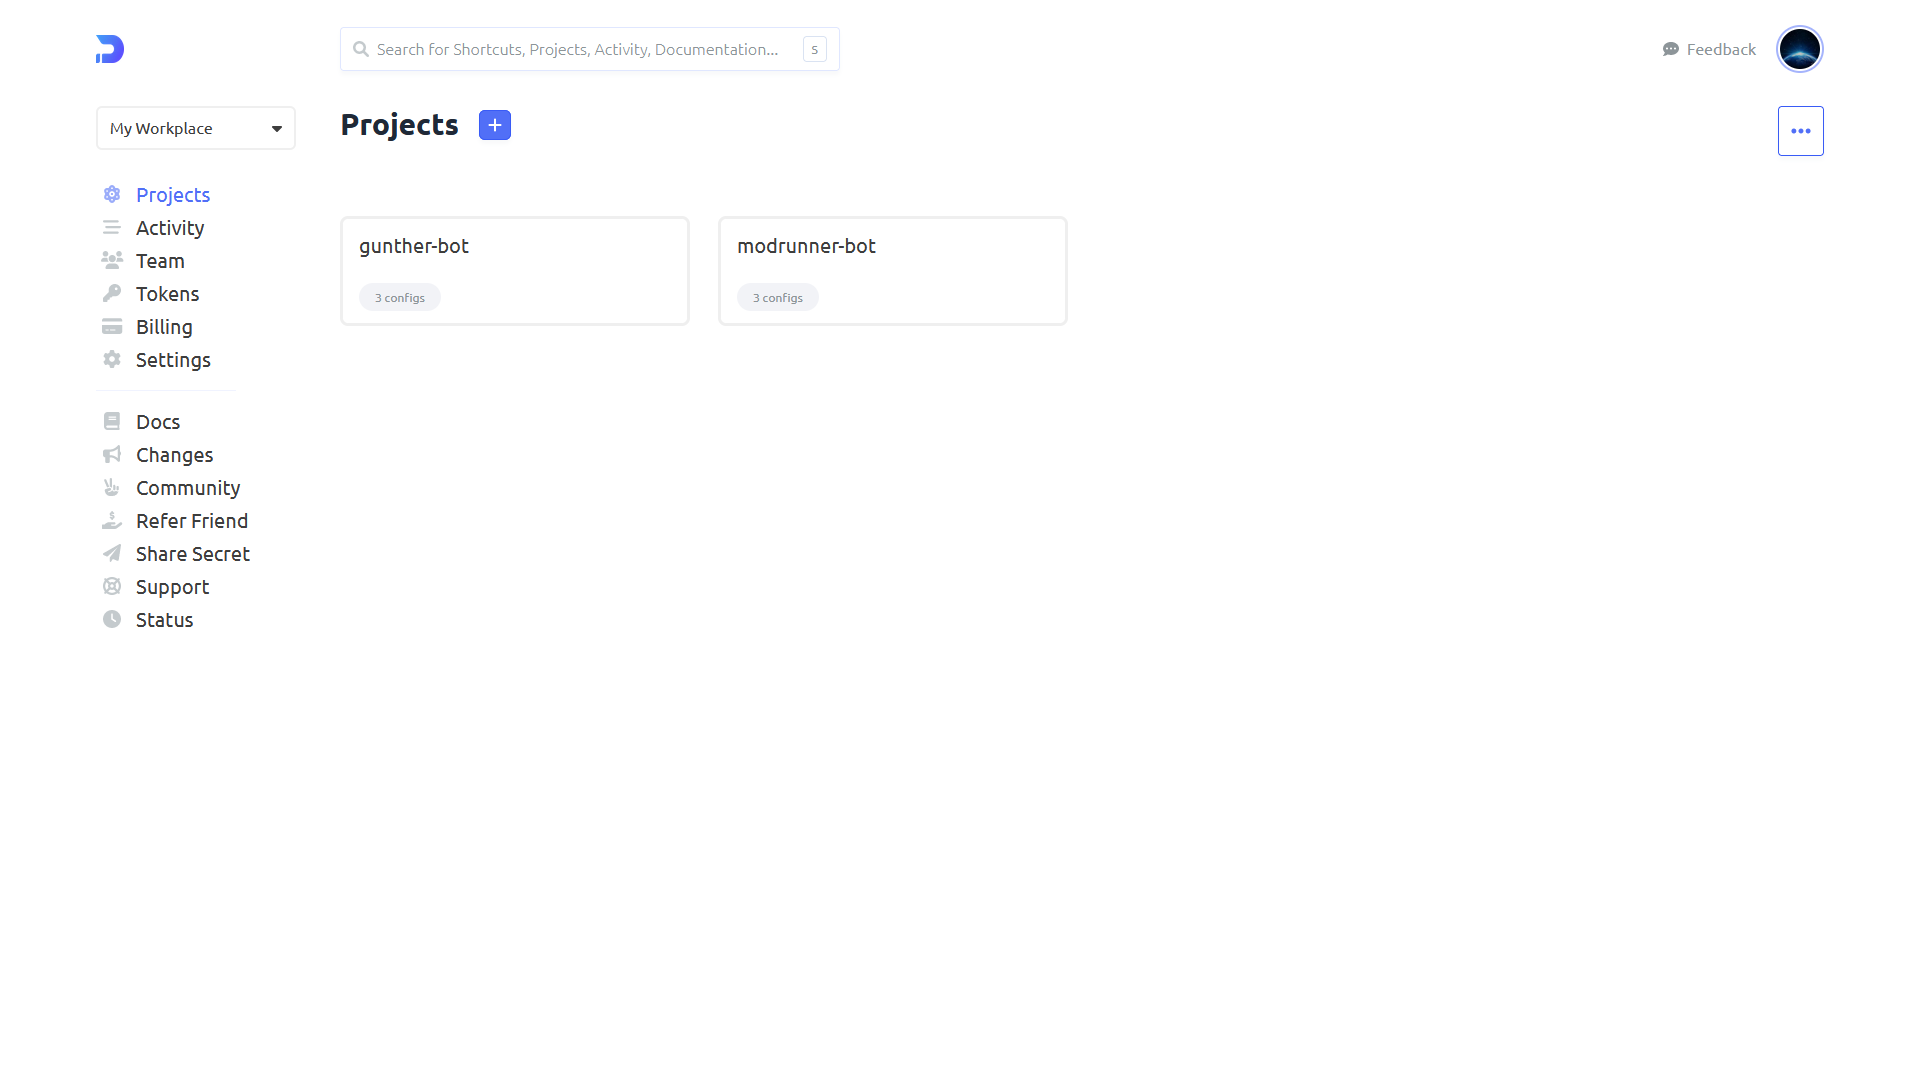 Search for Shortcuts, Projects, Activity, Documentation... S
Feedback
My Workplace
Projects +
Projects
Activity
Team
Tokens
Billing
Settings
Docs
Changes
Community
Refer Friend
Share Secret
Support
Status
gunther-bot
3 configs
modrunner-bot
3 configs